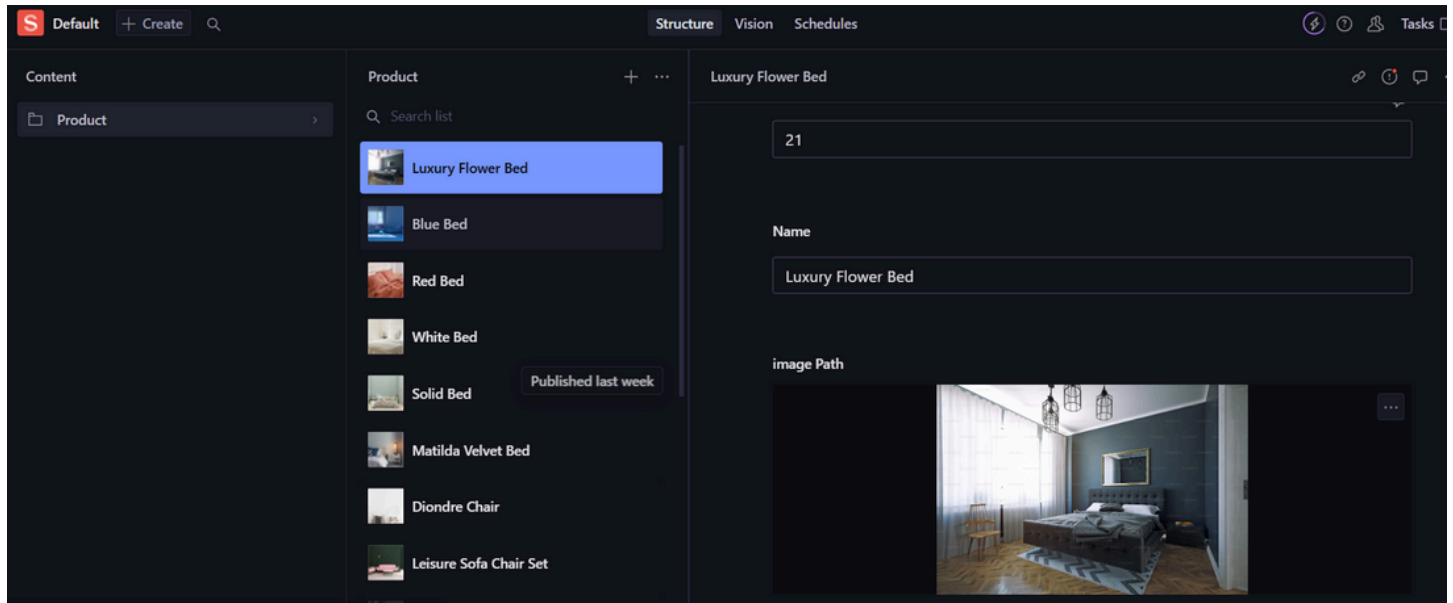 S Default + Create Structure Vision Schedules Tasks
Content
Product
Product
Search list
Luxury Flower Bed
Blue Bed
Red Bed
White Bed
Published last week
Solid Bed
Matilda Velvet Bed
Diondre Chair
Leisure Sofa Chair Set
Luxury Flower Bed
21
Name
Luxury Flower Bed
image Path